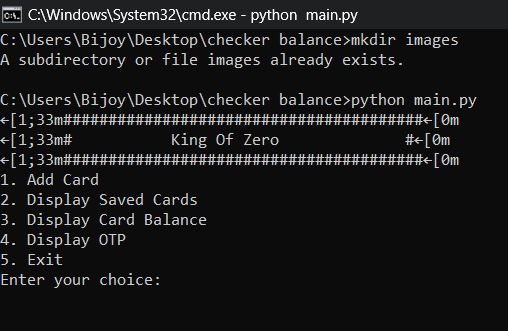 C:\Windows\System32\cmd.exe - python  main.py
C:\Users\Bijoy\Desktop\checker balance>mkdir images
A subdirectory or file images already exists.
C:\Users\Bijoy\Desktop\checker balance>python main.py
←[1;33m########################################←[0m
←[1;33m#           King Of Zero              #←[0m
←[1;33m########################################←[0m
1. Add Card
2. Display Saved Cards
3. Display Card Balance
4. Display OTP
5. Exit
Enter your choice: